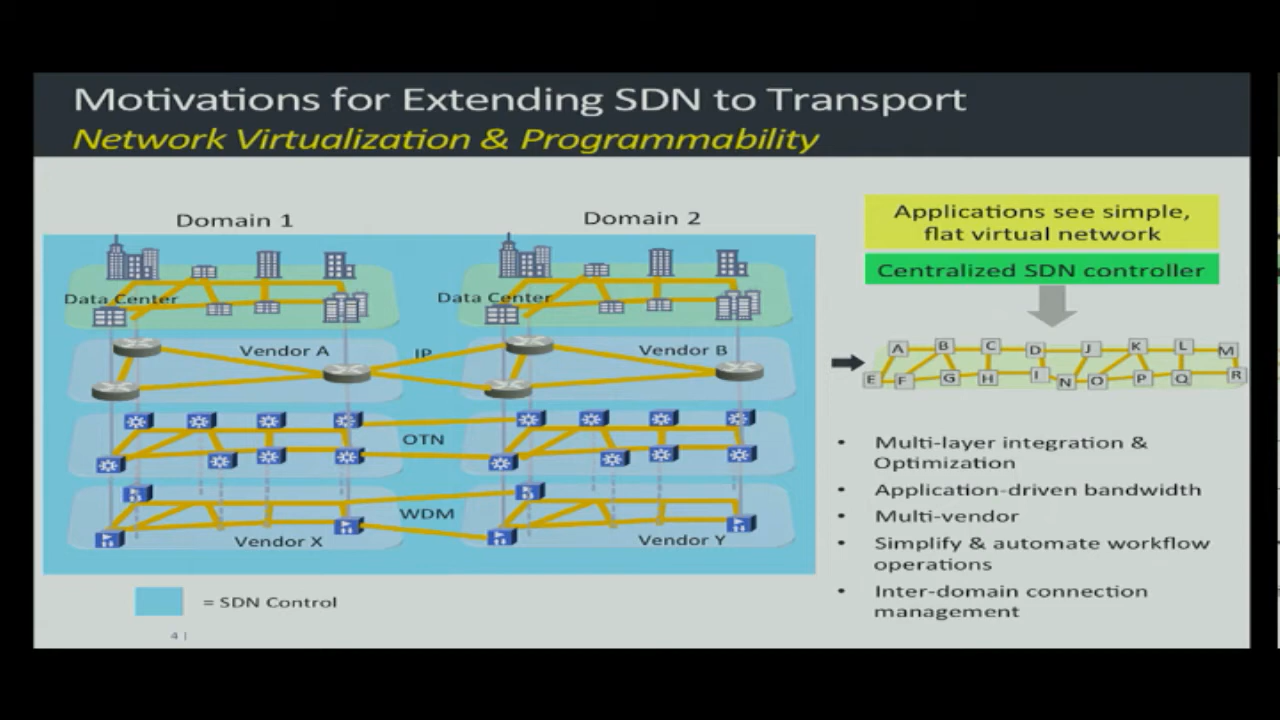 Motivations for Extending SDN to Transport
Network Virtualization & Programmability
Domain 1
Domain 2
Data Center
Data Center
Vendor A
IP
Vendor B
OTN
WDM
Vendor X
Vendor Y
= SDN Control
4 |
Applications see simple,
flat virtual network
Centralized SDN controller
A B C D J K L M
E F G H I N O P Q R
• Multi-layer integration &
Optimization
• Application-driven bandwidth
• Multi-vendor
• Simplify & automate workflow
operations
• Inter-domain connection
management